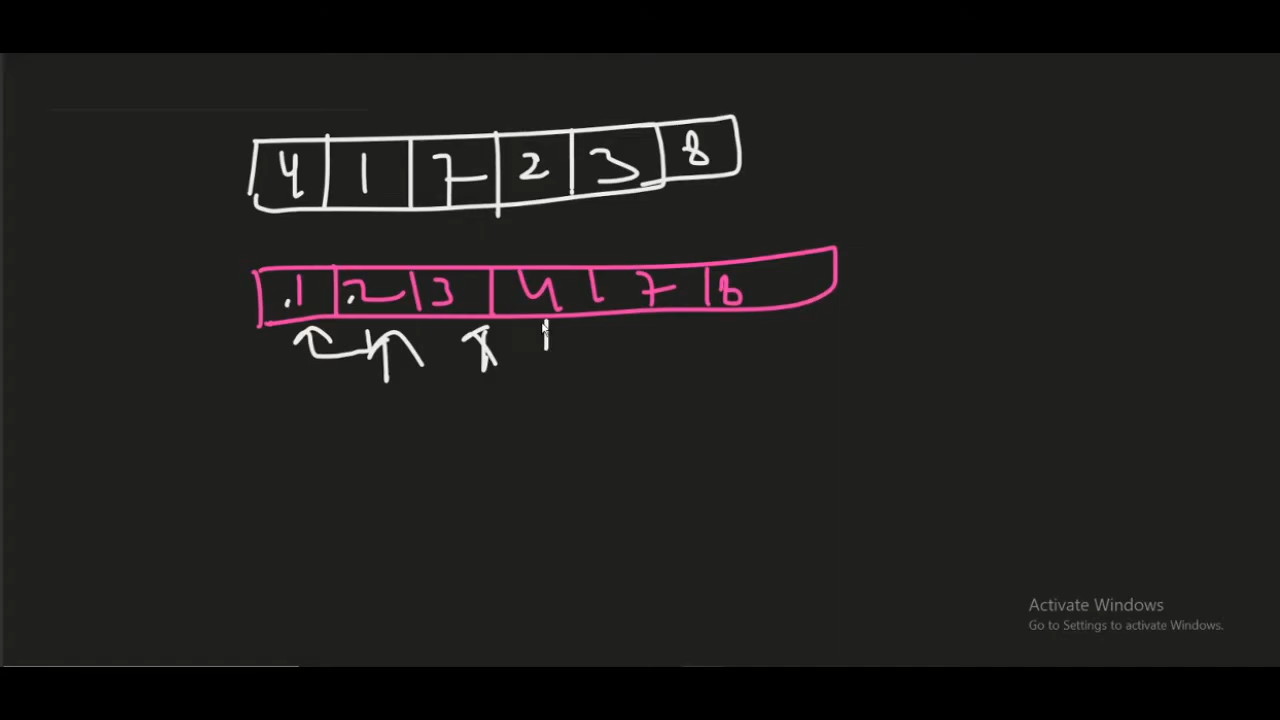 4 1 7 2 3 8
.1 .2 3 4 7 8
Activate Windows
Go to Settings to activate Windows.